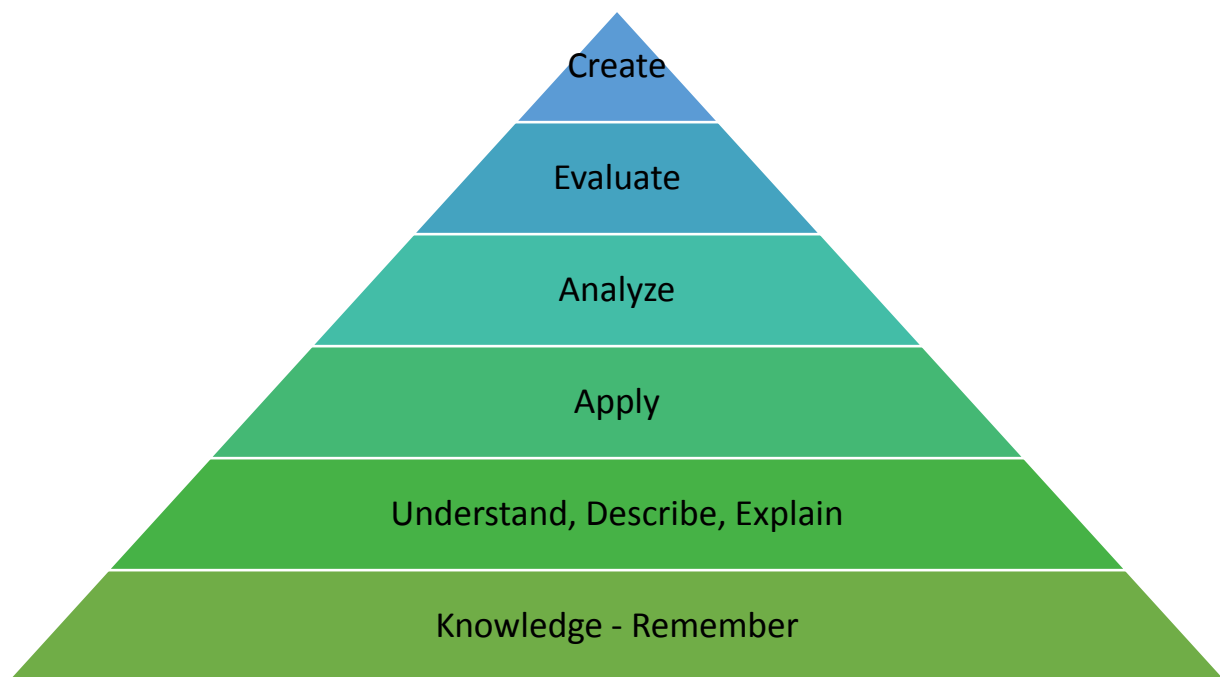 Create
Evaluate
Analyze
Apply
Understand, Describe, Explain
Knowledge - Remember